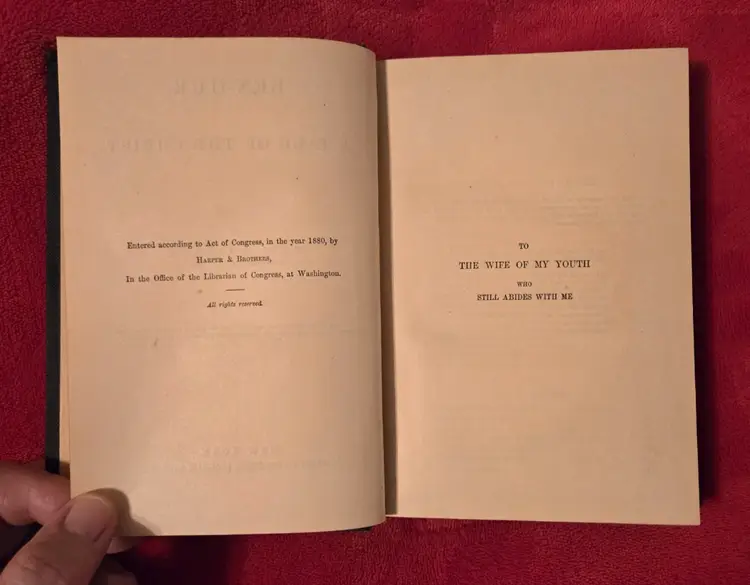 Entered according to Act of Congress, in the year 1880, by
HARPER & BROTHERS,
In the Office of the Librarian of Congress, at Washington.
All rights reserved.
TO
THE WIFE OF MY YOUTH
WHO
STILL ABIDES WITH ME